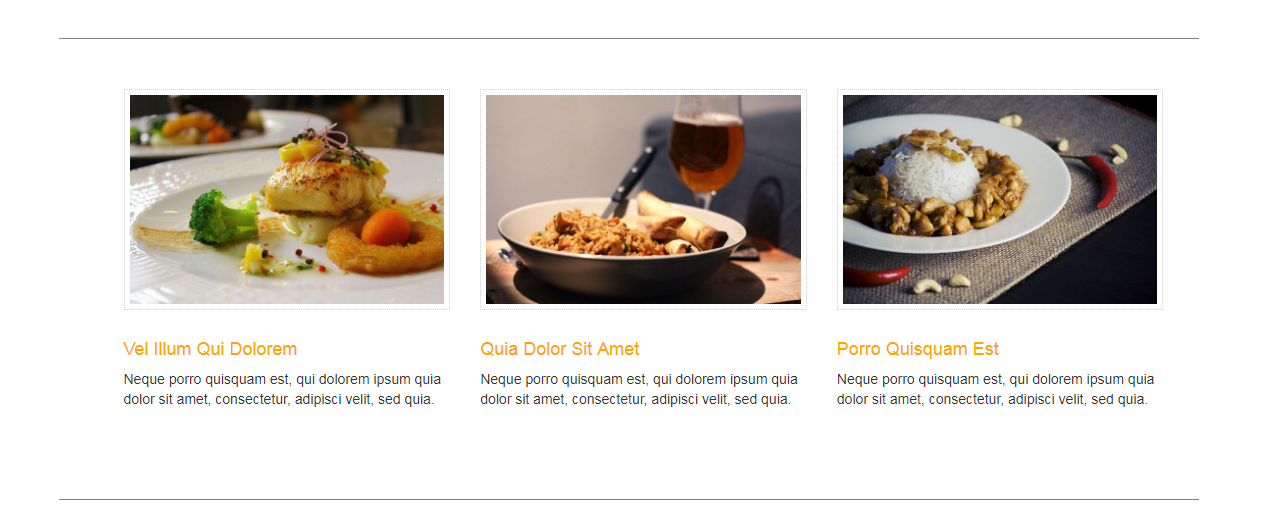 Vel Illum Qui Dolorem
Neque porro quisquam est, qui dolorem ipsum quia
dolor sit amet, consectetur, adipisci velit, sed quia.
Quia Dolor Sit Amet
Neque porro quisquam est, qui dolorem ipsum quia
dolor sit amet, consectetur, adipisci velit, sed quia.
Porro Quisquam Est
Neque porro quisquam est, qui dolorem ipsum quia
dolor sit amet, consectetur, adipisci velit, sed quia.